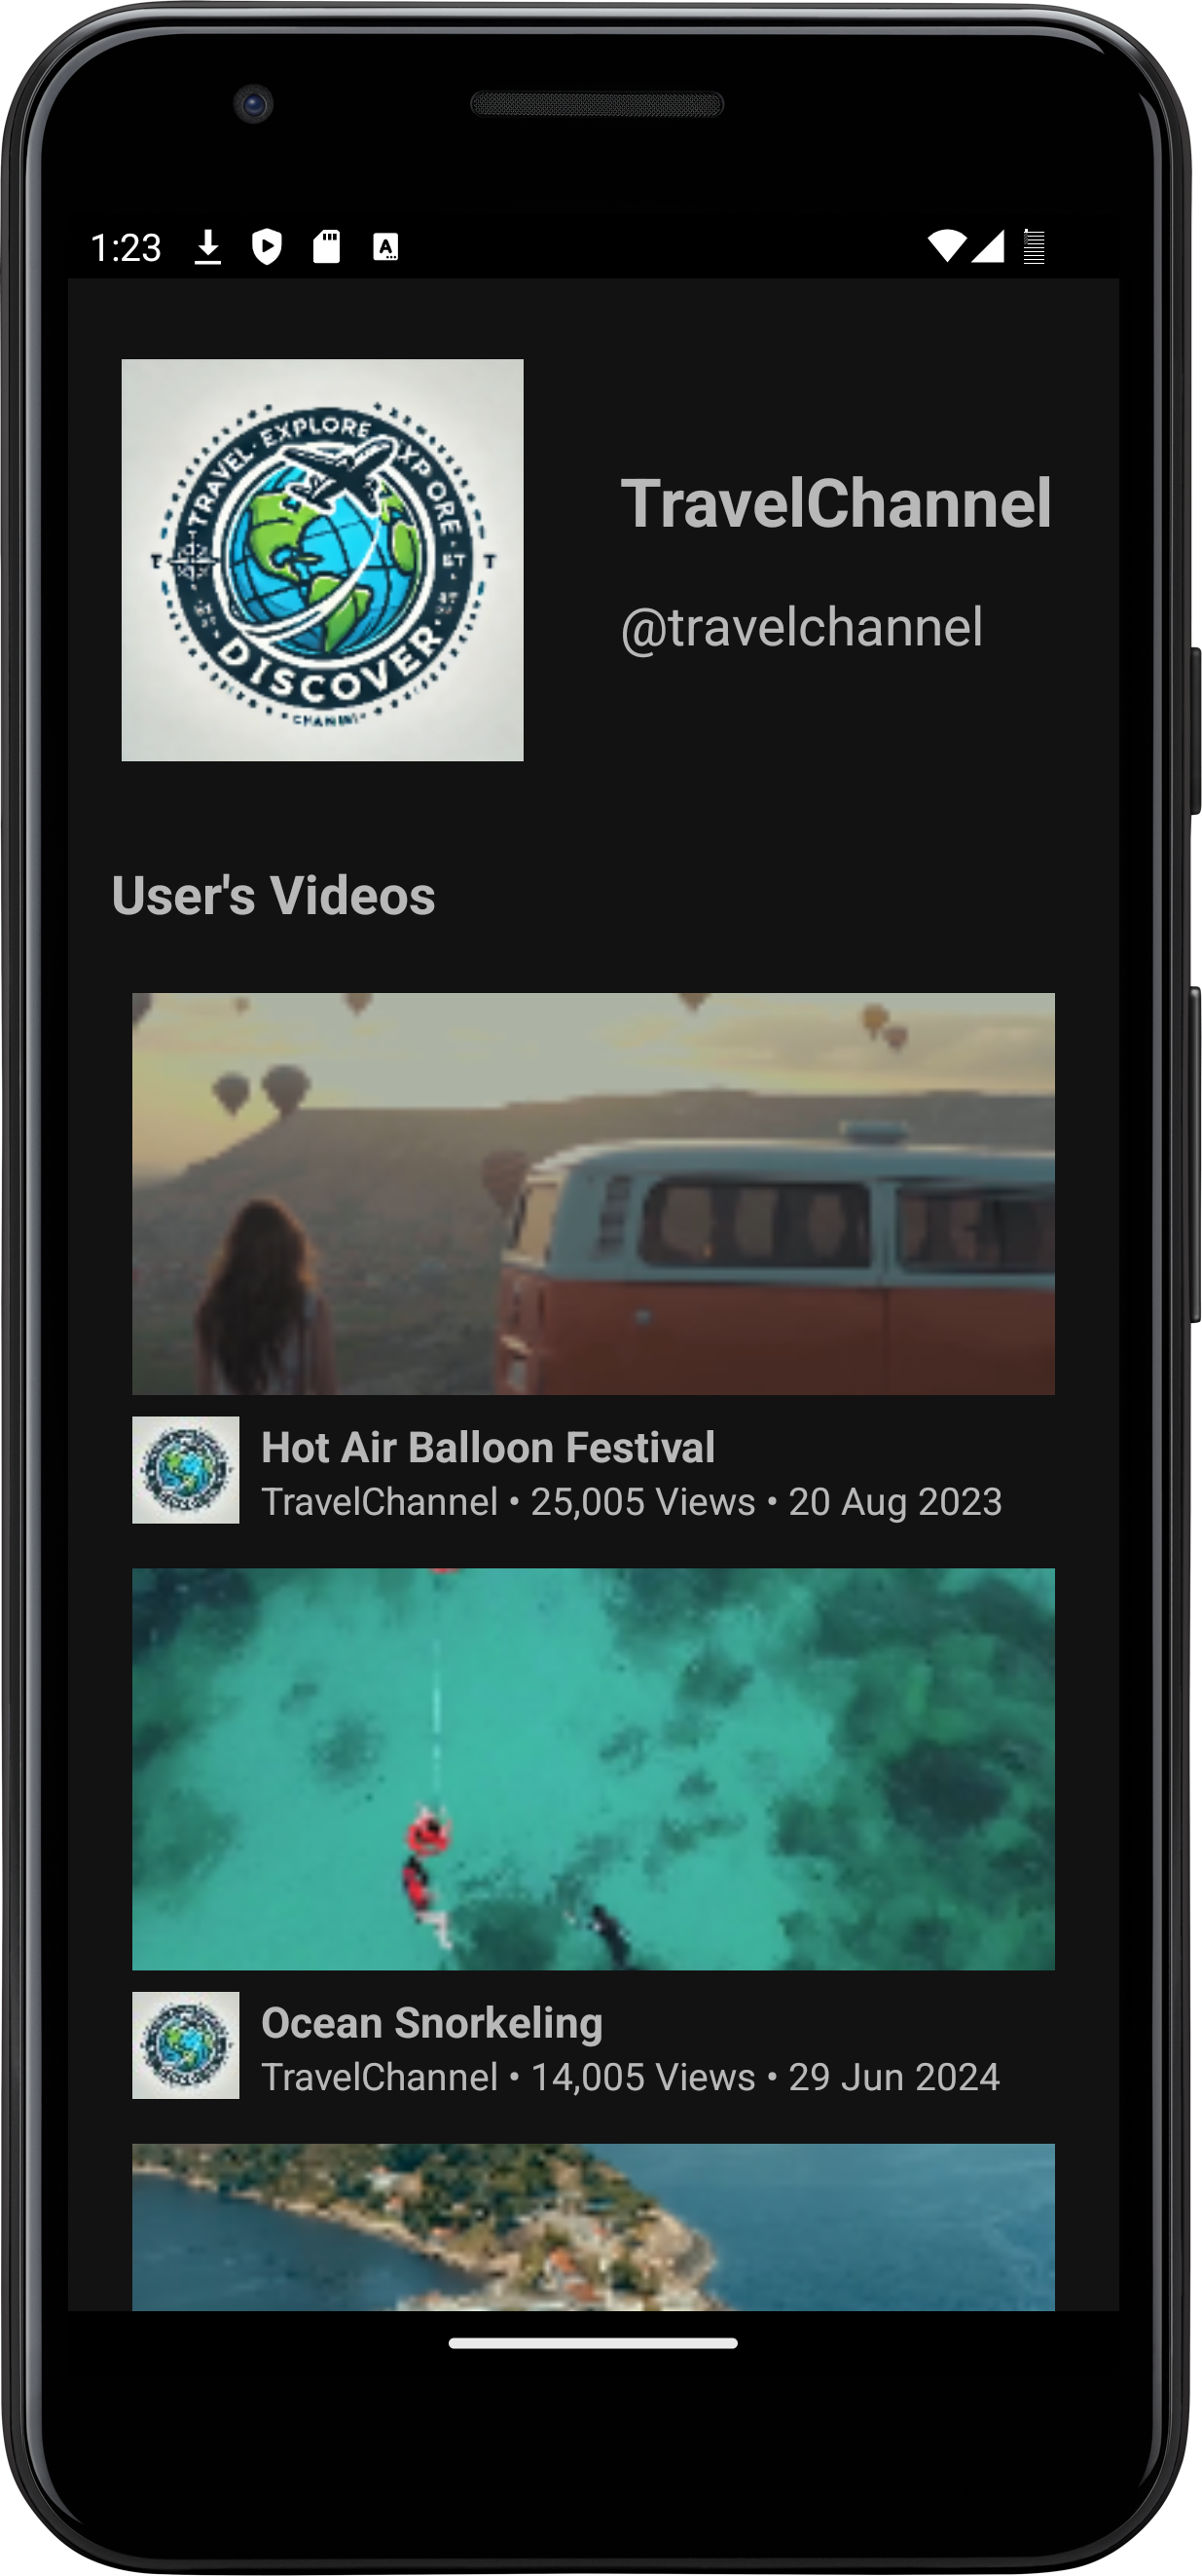 1:23
A
TRAVEL · EXPLORE
DISCOVER
TravelChannel
@travelchannel
User's Videos
Hot Air Balloon Festival
TravelChannel • 25,005 Views • 20 Aug 2023
Ocean Snorkeling
TravelChannel • 14,005 Views • 29 Jun 2024